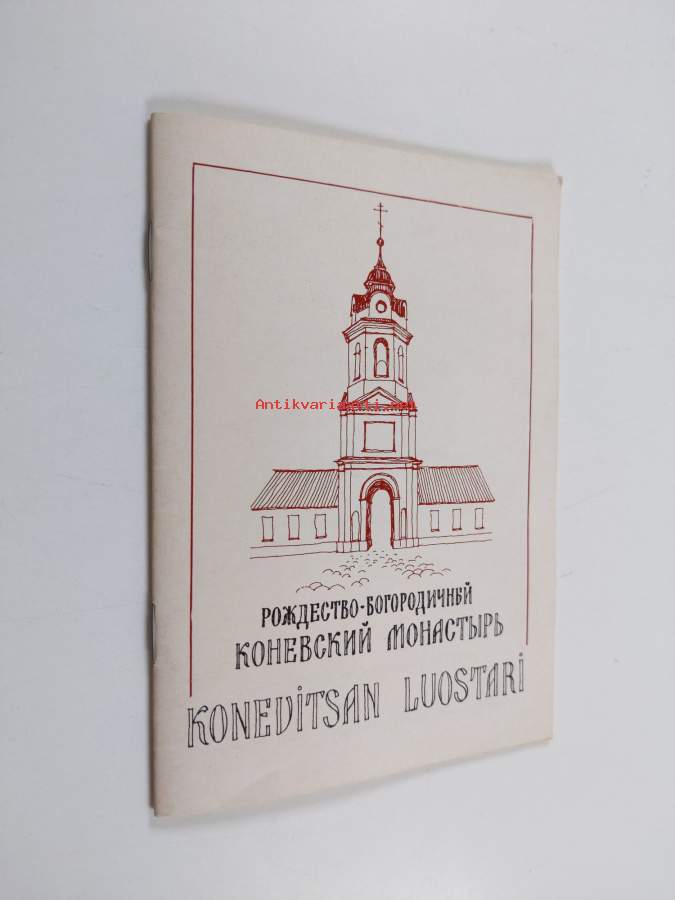 Antikvariaatti.net
РОЖДЕСТВО-БОГОРОДИЧНЫЙ
КОНЕВСКИЙ МОНАСТЫРЬ
KONEVITSAN LUOSTARI